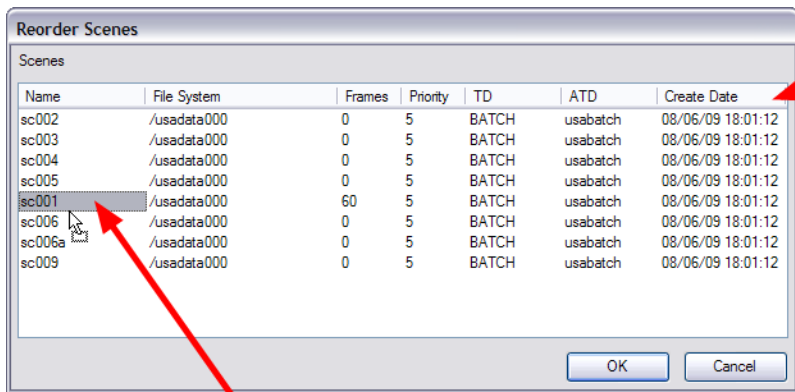 Reorder Scenes
Scenes
Name File System Frames Priority TD ATD Create Date
sc002 /usadata000 0 5 BATCH usabatch 08/06/09 18:01:12
sc003 /usadata000 0 5 BATCH usabatch 08/06/09 18:01:12
sc004 /usadata000 0 5 BATCH usabatch 08/06/09 18:01:12
sc005 /usadata000 0 5 BATCH usabatch 08/06/09 18:01:12
sc001 /usadata000 60 5 BATCH usabatch 08/06/09 18:01:12
sc006 /usadata000 0 5 BATCH usabatch 08/06/09 18:01:12
sc006a /usadata000 0 5 BATCH usabatch 08/06/09 18:01:12
sc009 /usadata000 0 5 BATCH usabatch 08/06/09 18:01:12
OK Cancel